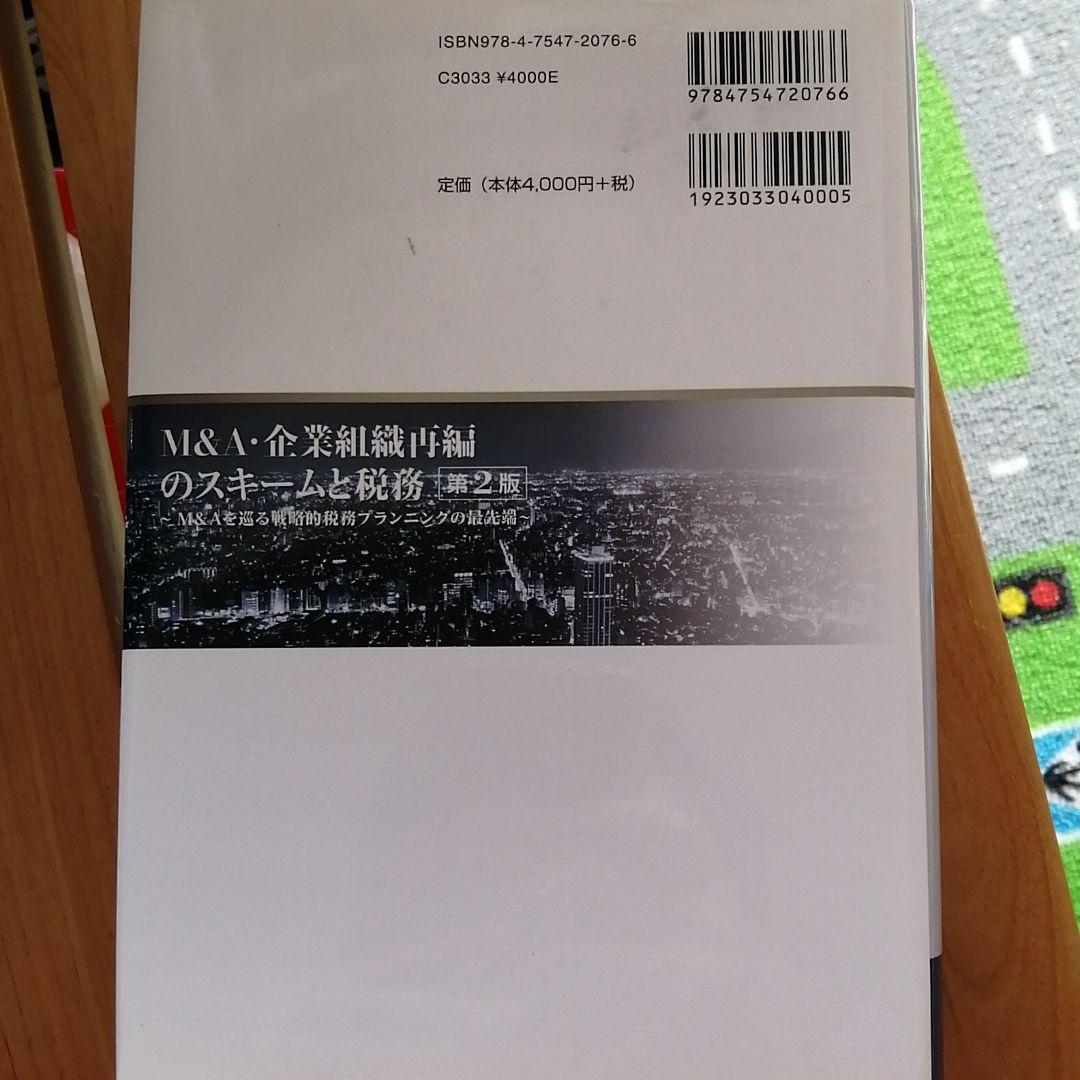 ISBN978-4-7547-2076-6
C3033 ¥4000E
9784754720766
定価（本体4,000円＋税）
1923033040005
M&A・企業組織再編
のスキームと税務 第2版
~M&Aを巡る戦略的税務プランニングの最先端~